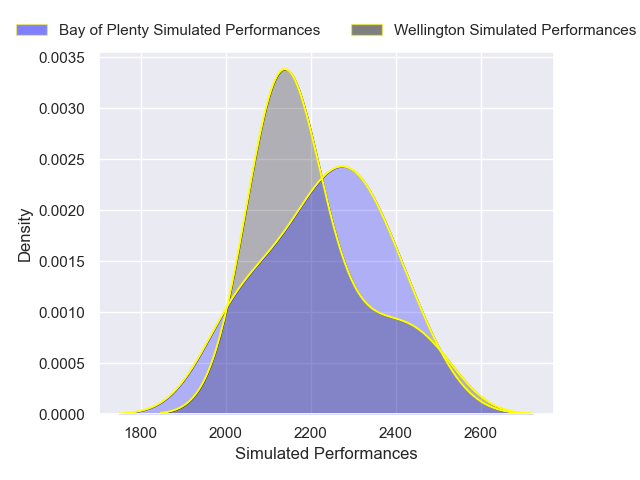 Bay of Plenty Simulated Performances
Wellington Simulated Performances
0.0035
0.0030
0.0025
0.0020
0.0015
0.0010
0.0005
0.0000
Density
1800 2000 2200 2400 2600
Simulated Performances